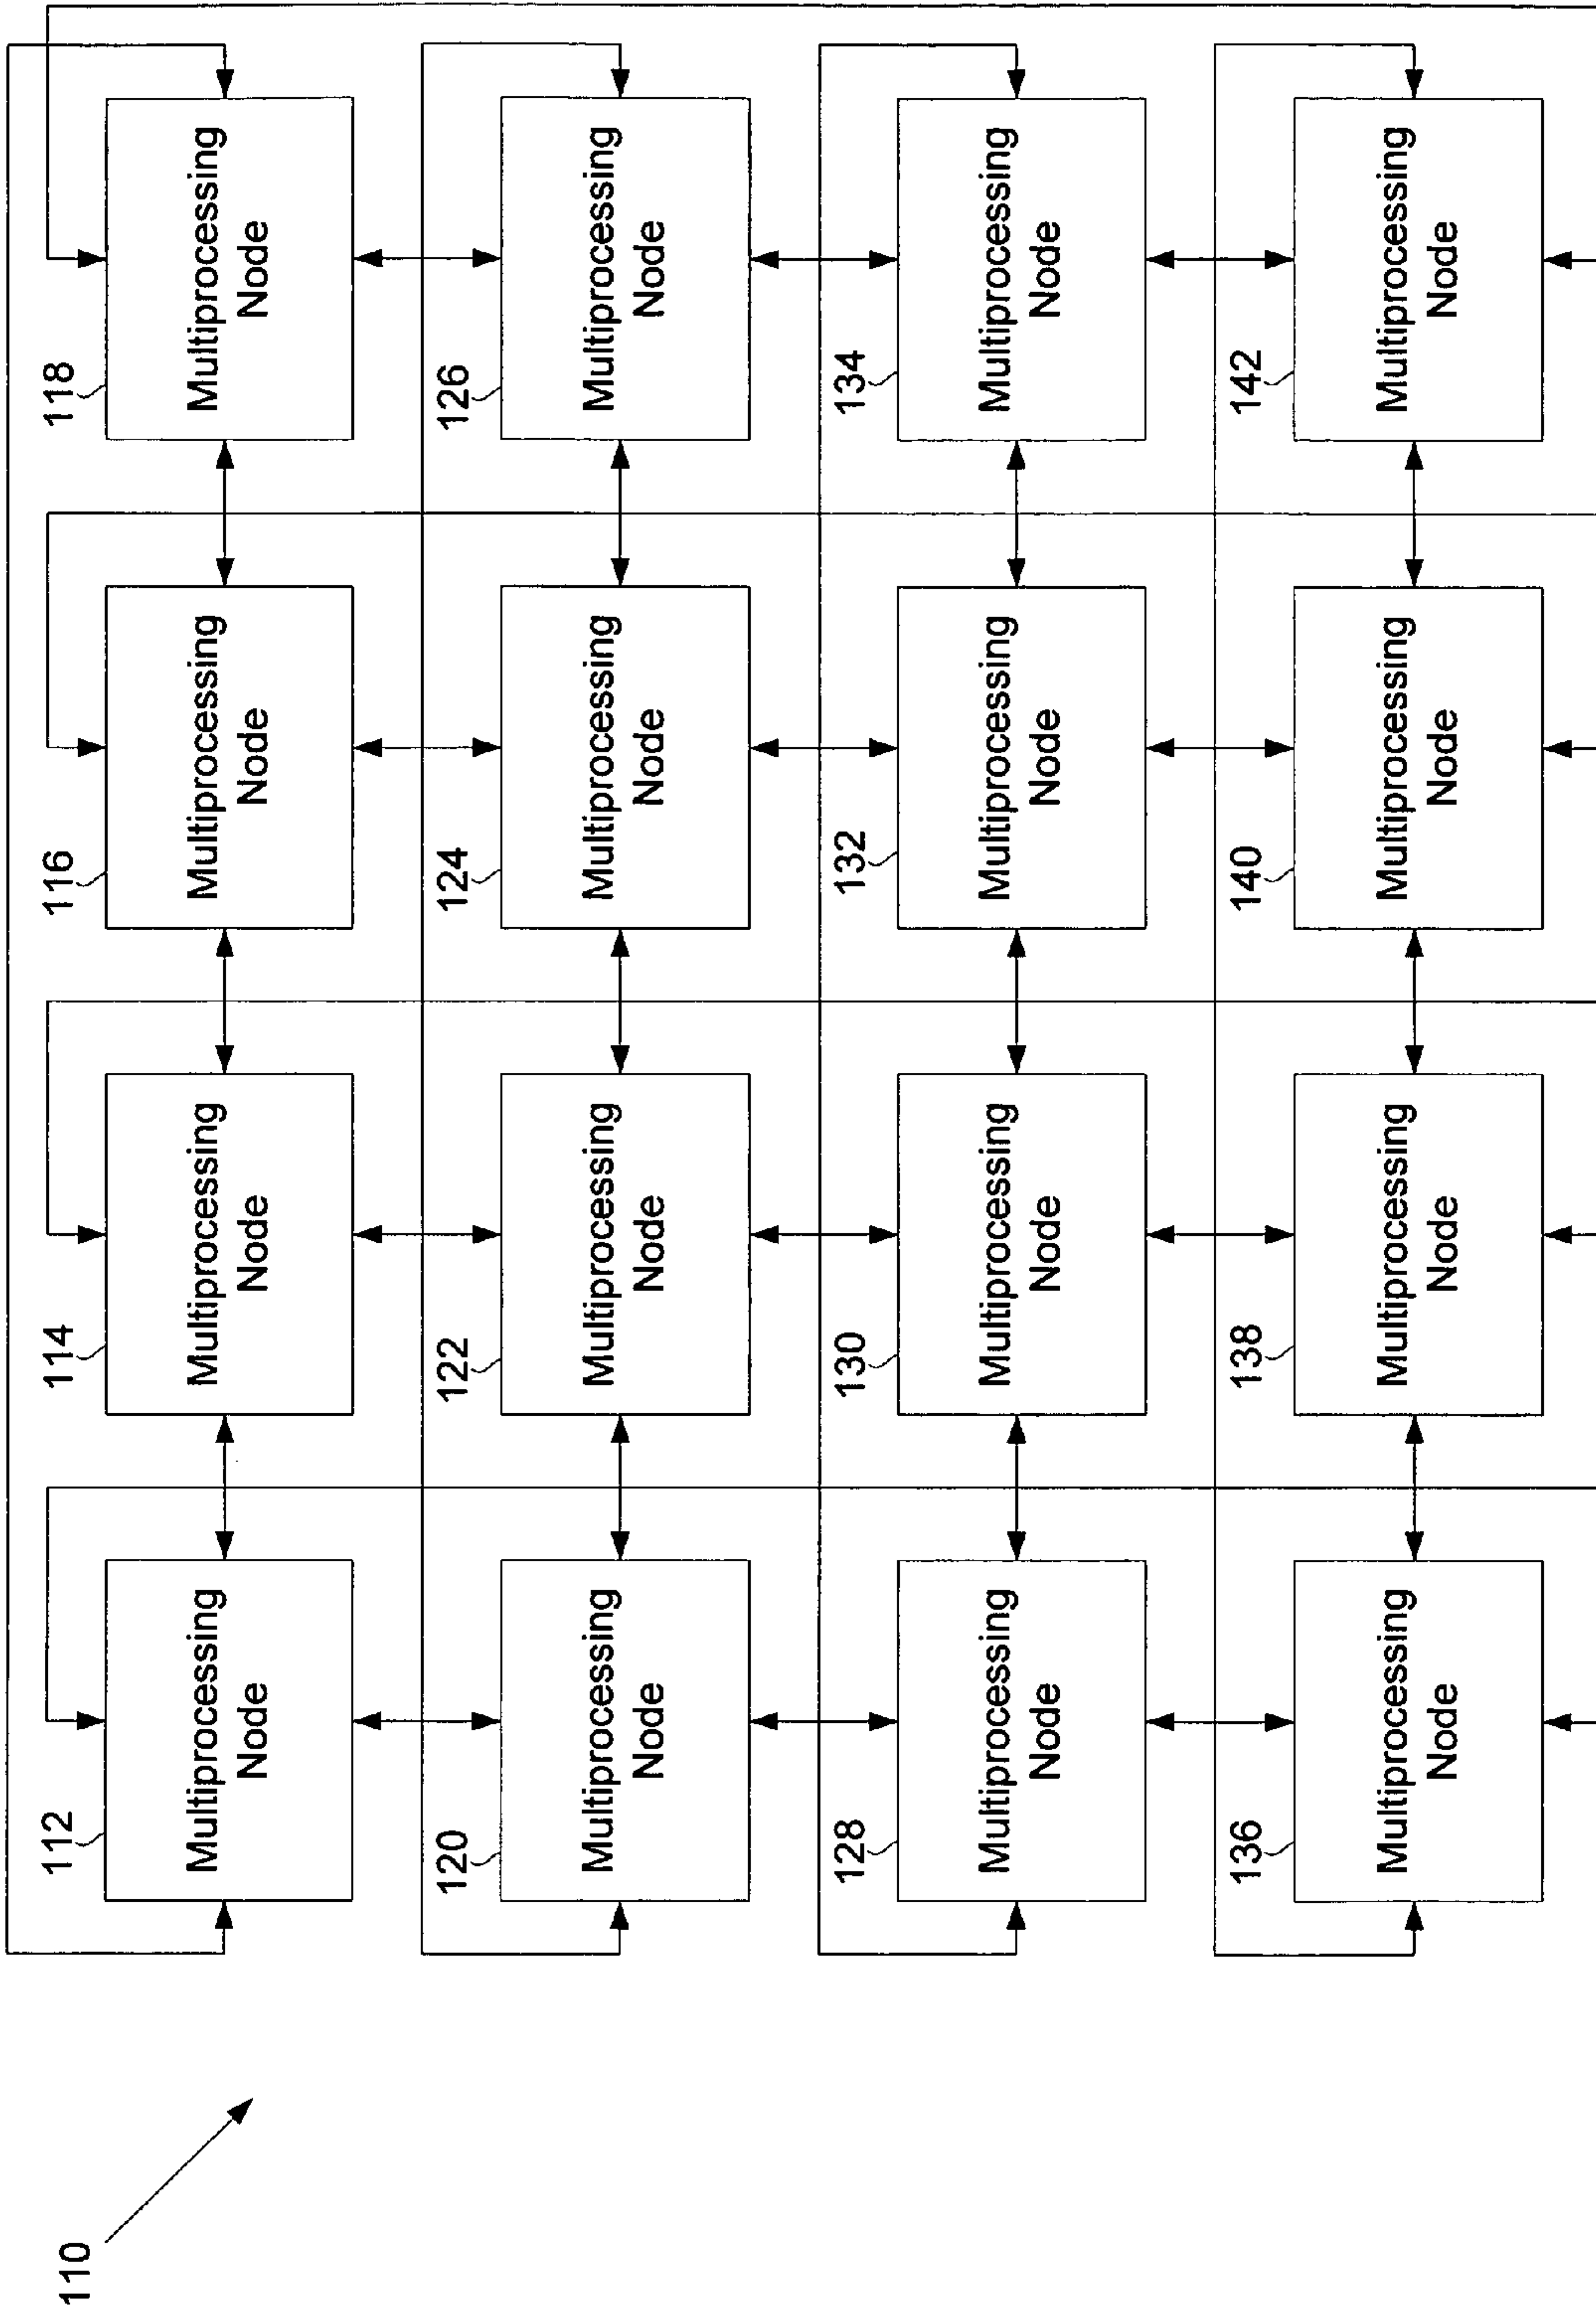 110
112
Multiprocessing
Node
114
Multiprocessing
Node
116
Multiprocessing
Node
118
Multiprocessing
Node
120
Multiprocessing
Node
122
Multiprocessing
Node
124
Multiprocessing
Node
126
Multiprocessing
Node
128
Multiprocessing
Node
130
Multiprocessing
Node
132
Multiprocessing
Node
134
Multiprocessing
Node
136
Multiprocessing
Node
138
Multiprocessing
Node
140
Multiprocessing
Node
142
Multiprocessing
Node